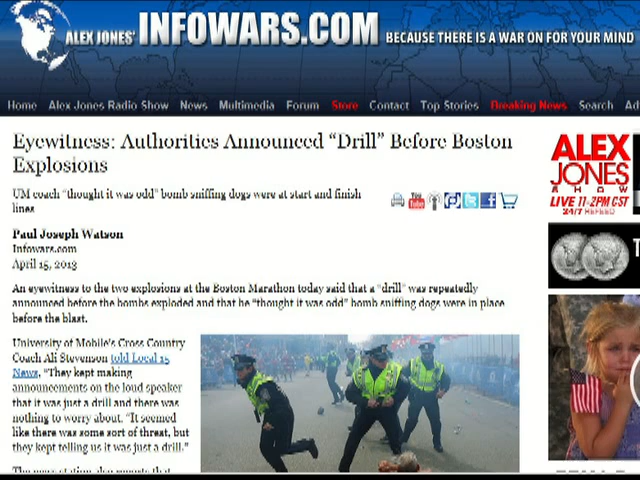 ALEX JONES' INFOWARS.COM BECAUSE THERE IS A WAR ON FOR YOUR MIND
Home Alex Jones Radio Show News Multimedia Forum Store Contact Top Stories Breaking News Search Ad
Eyewitness: Authorities Announced “Drill” Before Boston
Explosions
UM coach “thought it was odd” bomb sniffing dogs were at start and finish
lines
You
Tube
Paul Joseph Watson
Infowars.com
April 15, 2013
An eyewitness to the two explosions at the Boston Marathon today said that a “drill” was repeatedly
announced before the bombs exploded and that he “thought it was odd” bomb sniffing dogs were in place
before the blast.
University of Mobile's Cross Country
Coach Ali Stevenson told Local 15
News, “They kept making
announcements on the loud speaker
that it was just a drill and there was
nothing to worry about. “It seemed
like there was some sort of threat, but
they kept telling us it was just a drill.”
ALEX
JONES
SHOW
LIVE 11-2PM CST
24/7 REFEED
T